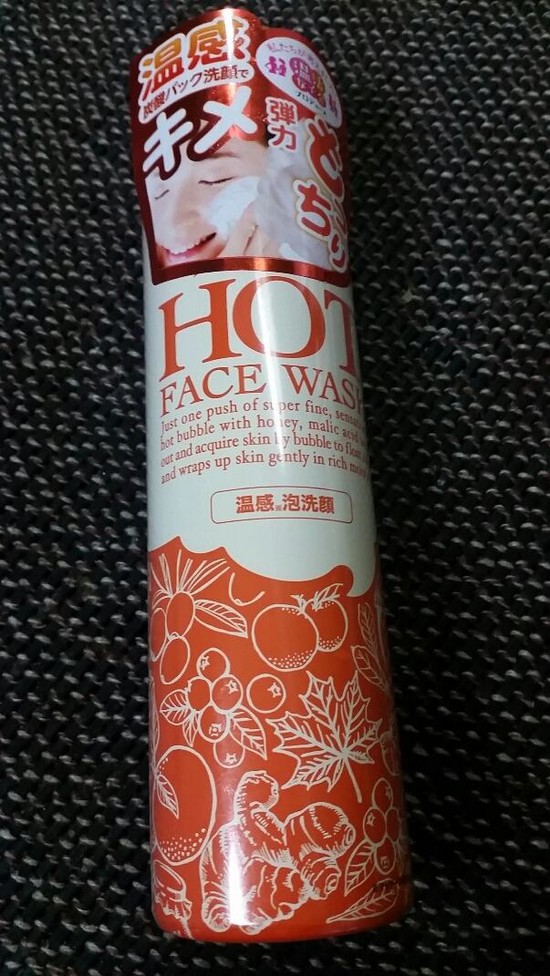 温感
炭酸パック洗顔で
キメ
弾力
もっちり
HOT
FACE WASH
Just one push of super fine,
hot bubble with honey, malic acid
out and acquire skin by bubble to float
and wraps up skin gently in rich
温感※泡洗顔